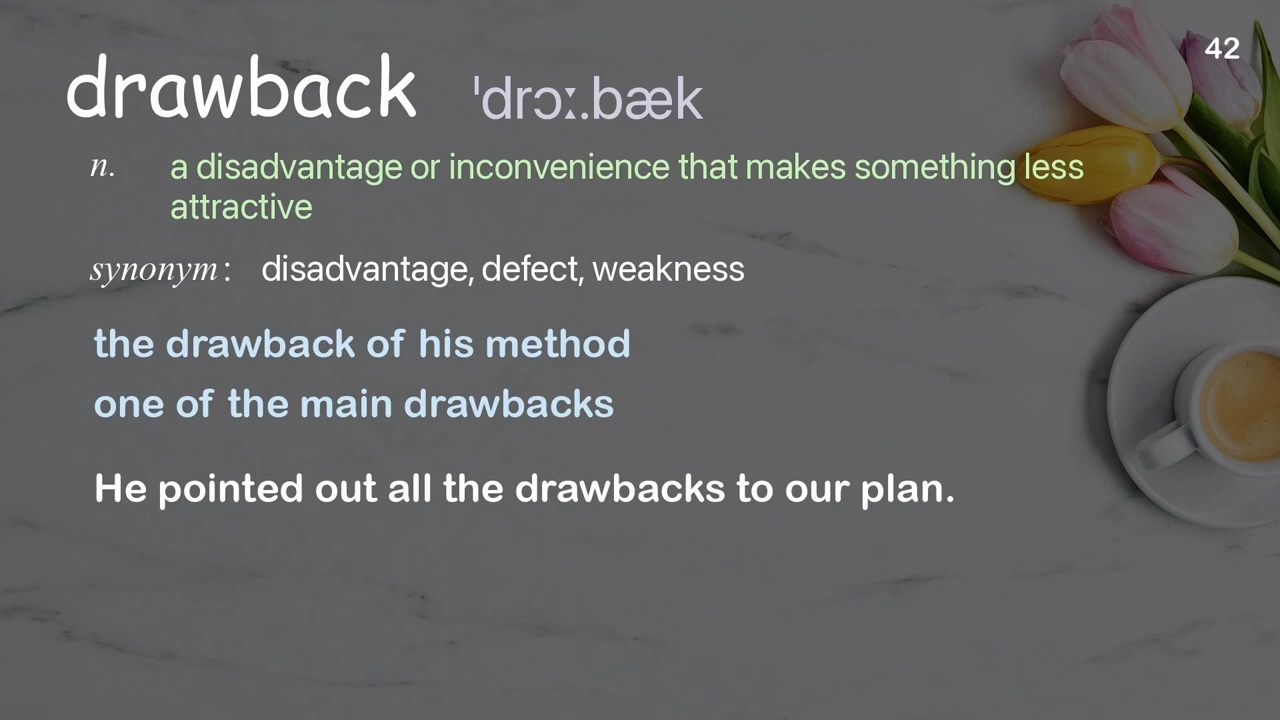 42
drawback ˈdrɔː.bæk
n. a disadvantage or inconvenience that makes something less
attractive
synonym: disadvantage, defect, weakness
the drawback of his method
one of the main drawbacks
He pointed out all the drawbacks to our plan.